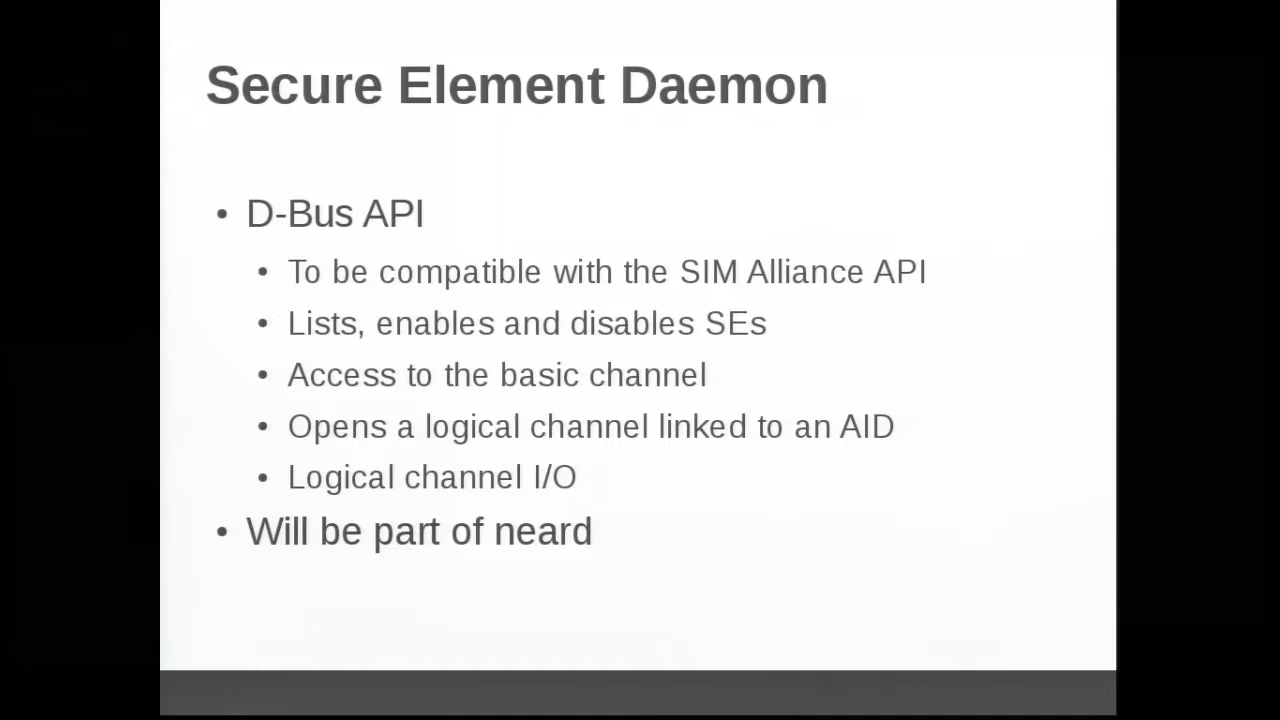 Secure Element Daemon
• D-Bus API
• To be compatible with the SIM Alliance API
• Lists, enables and disables SEs
• Access to the basic channel
• Opens a logical channel linked to an AID
• Logical channel I/O
• Will be part of neard